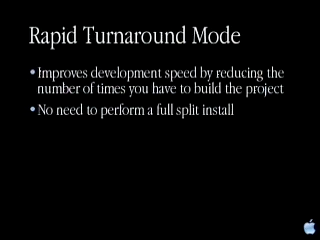 Rapid Turnaround Mode
• Improves development speed by reducing the
number of times you have to build the project
• No need to perform a full split install